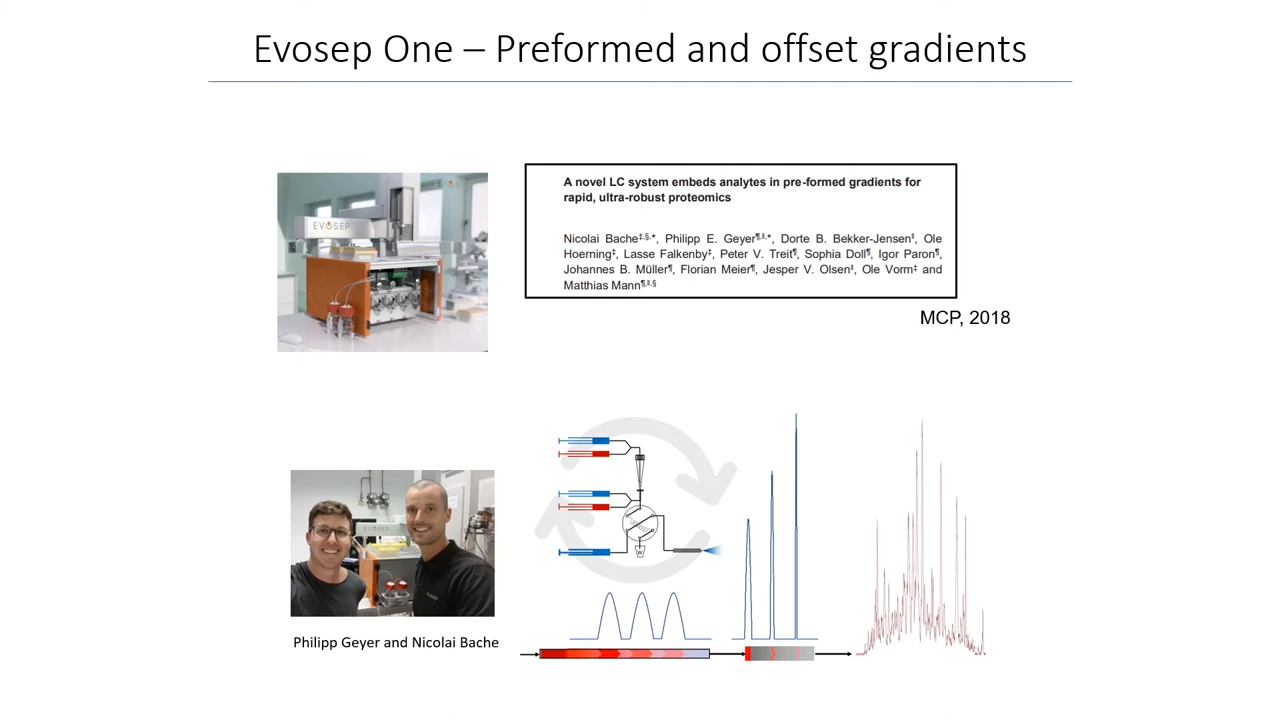 Evosep One – Preformed and offset gradients
EVOSEP
A novel LC system embeds analytes in pre-formed gradients for
rapid, ultra-robust proteomics
Nicolai Bache‡,§,*, Philipp E. Geyer¶,‖,*, Dorte B. Bekker-Jensen‖, Ole
Hoerning‡, Lasse Falkenby‡, Peter V. Treit¶, Sophia Doll¶, Igor Paron¶,
Johannes B. Müller¶, Florian Meier¶, Jesper V. Olsen‖, Ole Vorm‡ and
Matthias Mann¶,‖,§
MCP, 2018
EVOSEP
W
Philipp Geyer and Nicolai Bache